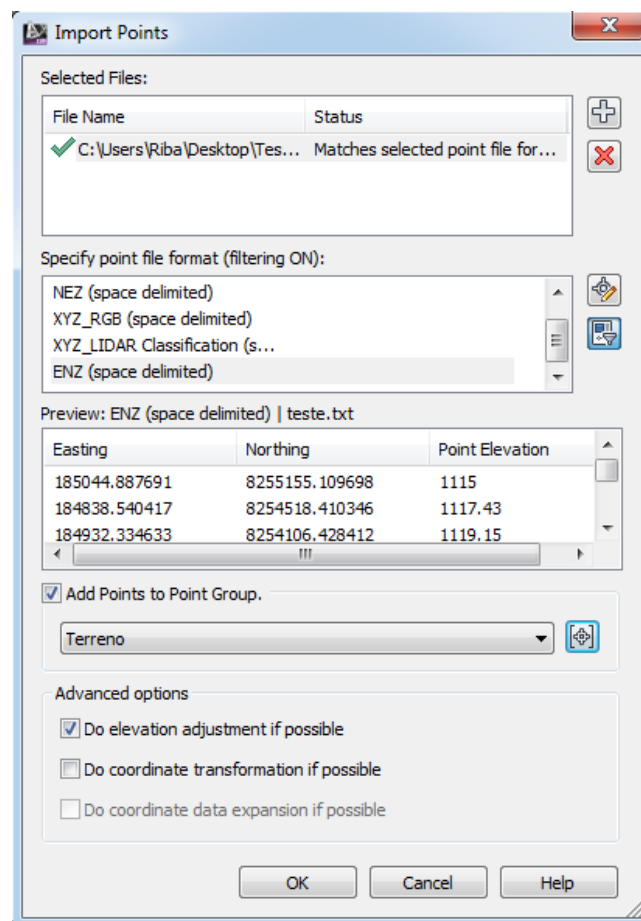 Import Points
Selected Files:
File Name Status
C:\Users\Riba\Desktop\Tes... Matches selected point file for...
Specify point file format (filtering ON):
NEZ (space delimited)
XYZ_RGB (space delimited)
XYZ_LIDAR Classification (s...
ENZ (space delimited)
Preview: ENZ (space delimited) | teste.txt
Easting Northing Point Elevation
185044.887691 8255155.109698 1115
184838.540417 8254518.410346 1117.43
184932.334633 8254106.428412 1119.15
Add Points to Point Group.
Terreno
Advanced options
Do elevation adjustment if possible
Do coordinate transformation if possible
Do coordinate data expansion if possible
OK Cancel Help